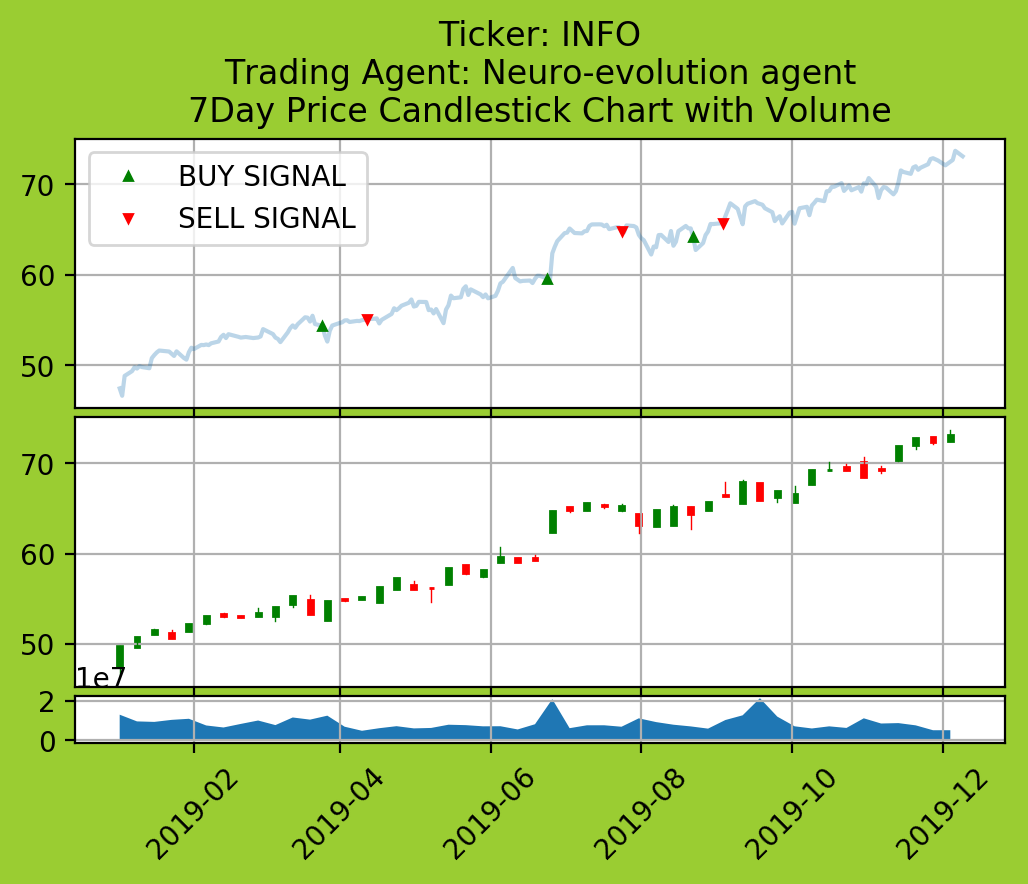 Ticker: INFO
Trading Agent: Neuro-evolution agent
7Day Price Candlestick Chart with Volume
BUY SIGNAL
SELL SIGNAL
70
60
50
70
60
50
1e7
2
0
2019-02
2019-04
2019-06
2019-08
2019-10
2019-12